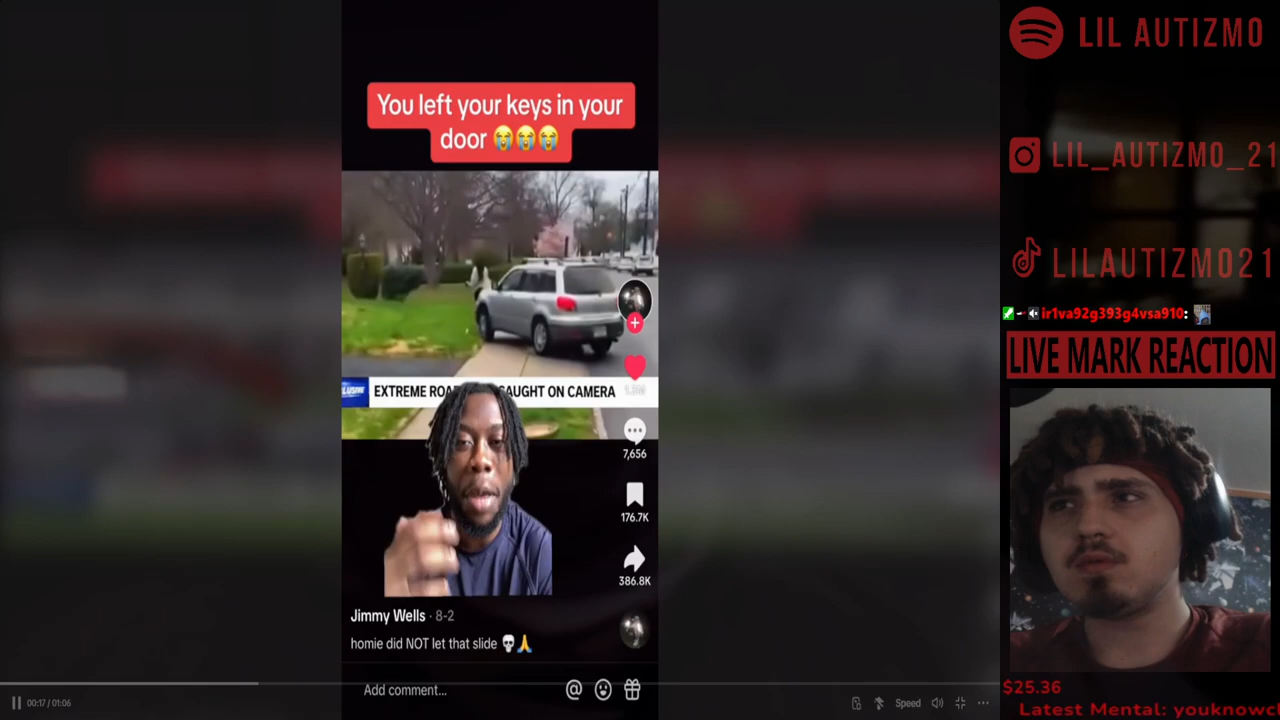 You left your keys in your
door 😭😭😭
EXTREME ROA CAUGHT ON CAMERA
7,656
176.7K
386.8K
Jimmy Wells · 8-2
homie did NOT let that slide 💀🙏
Add comment...
00:17 / 01:06
Speed
LIL AUTIZMO
LIL_AUTIZMO_21
LILAUTIZMO21
ir1va92g393g4vsa910:
LIVE MARK REACTION
$25.36
Latest Mental: youknowc